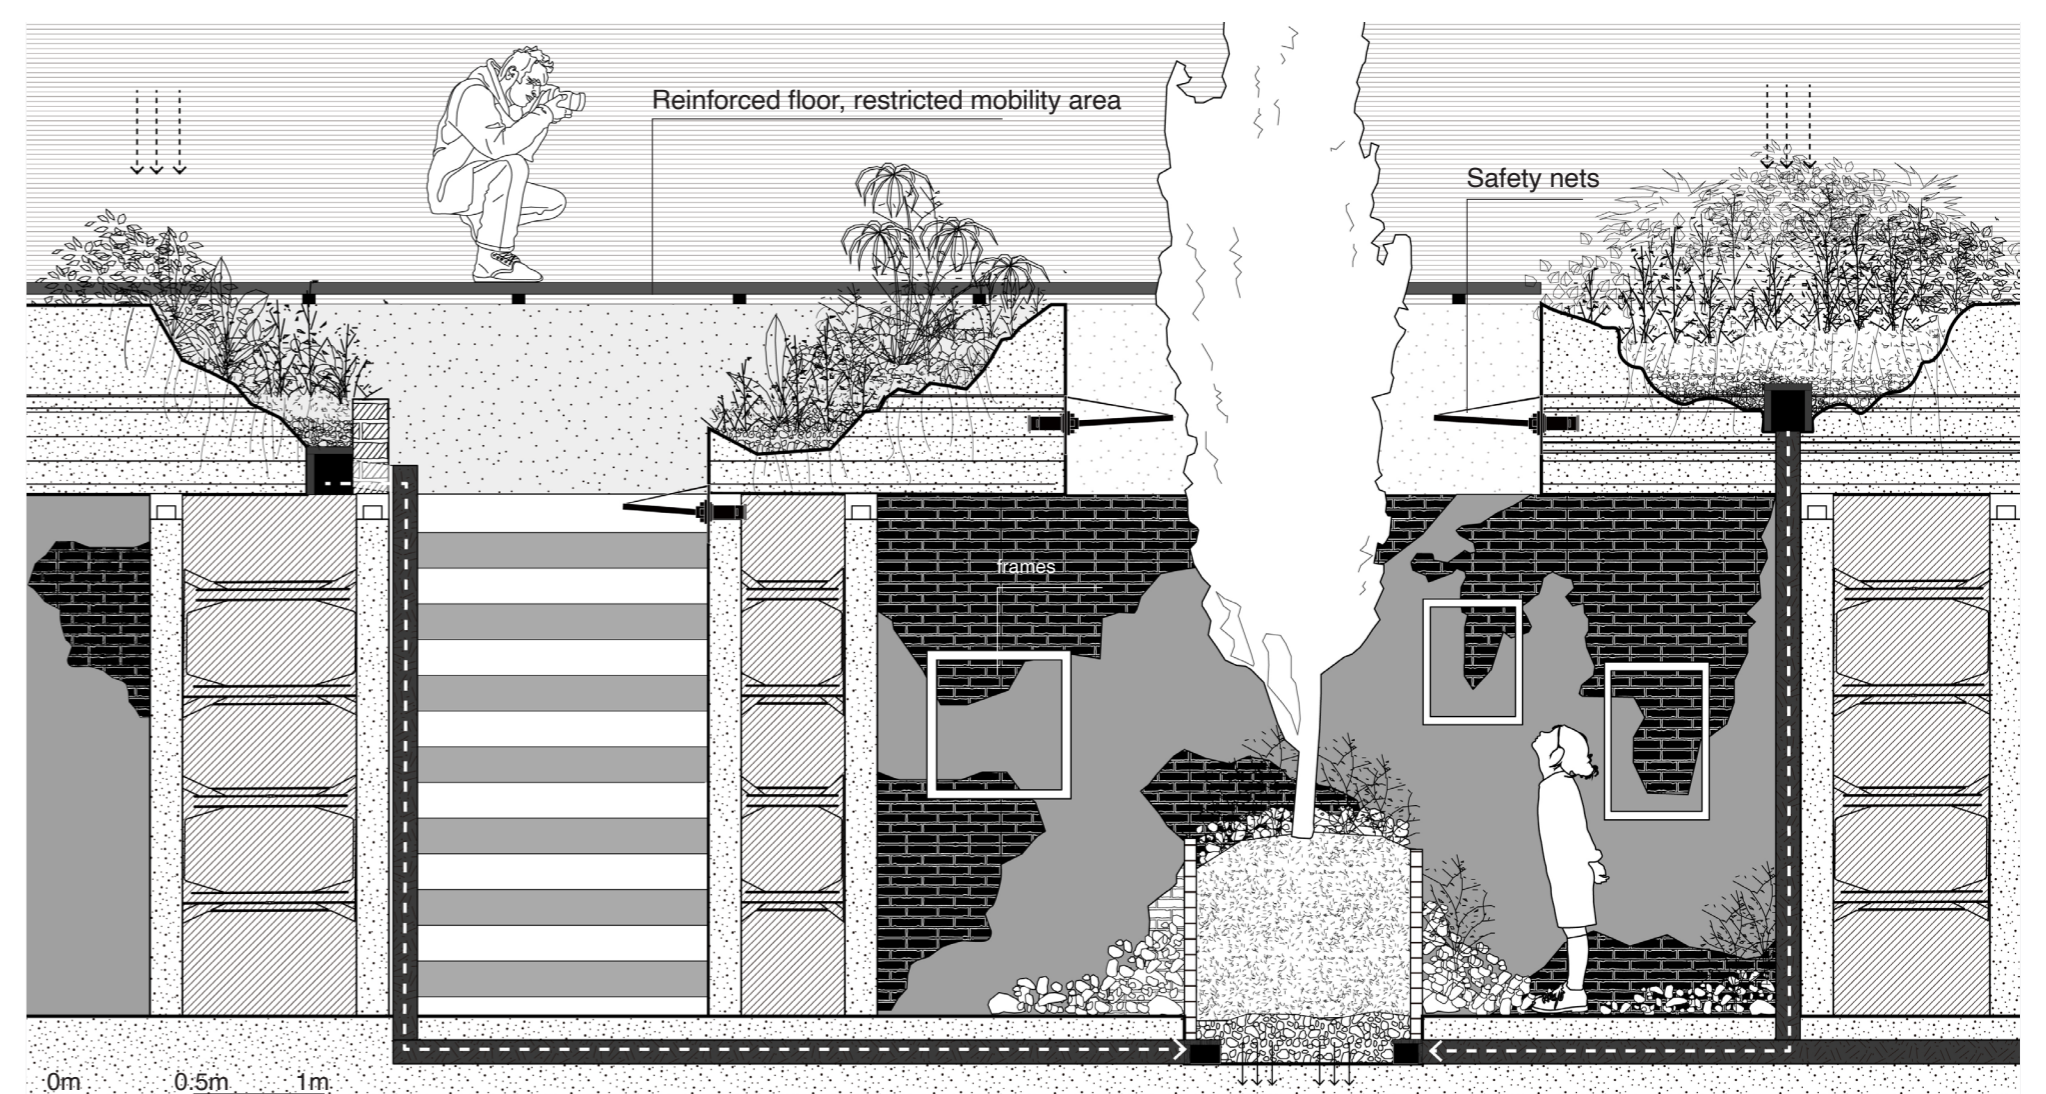 Reinforced floor, restricted mobility area
Safety nets
frames
0m 0.5m 1m